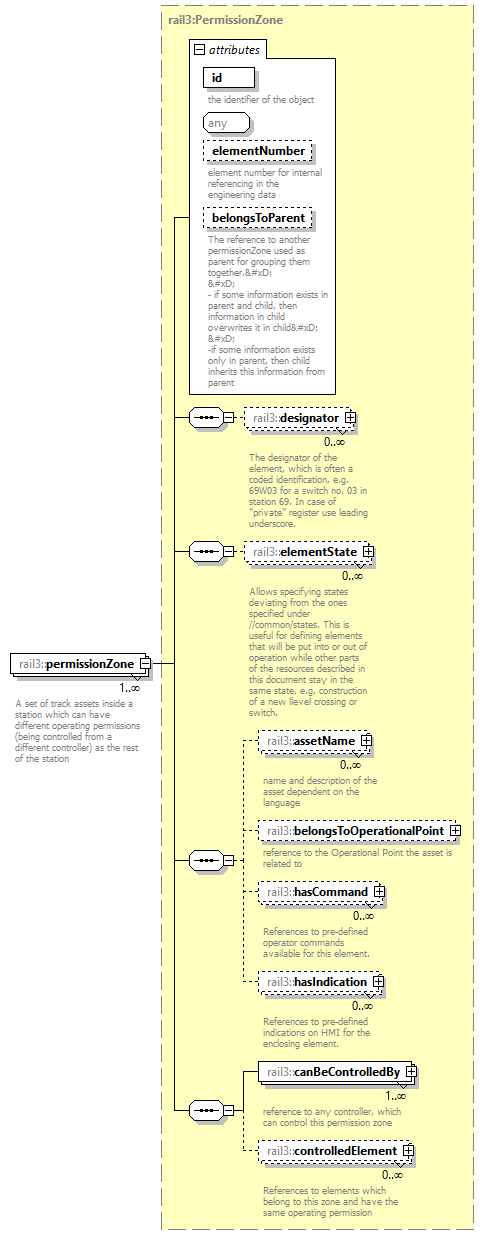 rail3:PermissionZone
attributes
id
the identifier of the object
any
elementNumber
element number for internal
referencing in the
engineering data
belongsToParent
The reference to another
permissionZone used as
parent for grouping them
together.&#xD;
&#xD;
- if some information exists in
parent and child, then
information in child
overwrites it in child&#xD;
&#xD;
-if some information exists
only in parent, then child
inherits this information from
parent
rail3::designator
0..∞
The designator of the
element, which is often a
coded identification, e.g.
69W03 for a switch no. 03 in
station 69. In case of
"private" register use leading
underscore.
rail3::elementState
0..∞
Allows specifying states
deviating from the ones
specified under
//common/states. This is
useful for defining elements
that will be put into or out of
operation while other parts
of the resources described in
this document stay in the
same state, e.g. construction
of a new llevel crossing or
switch.
rail3::permissionZone
1..∞
A set of track assets inside a
station which can have
different operating permissions
(being controlled from a
different controller) as the rest
of the station
rail3::assetName
0..∞
name and description of the
asset dependent on the
language
rail3::belongsToOperationalPoint
reference to the Operational Point the asset is
related to
rail3::hasCommand
0..∞
References to pre-defined
operator commands
available for this element.
rail3::hasIndication
0..∞
References to pre-defined
indications on HMI for the
enclosing element.
rail3::canBeControlledBy
1..∞
reference to any controller, which
can control this permission zone
rail3::controlledElement
0..∞
References to elements which
belong to this zone and have the
same operating permission